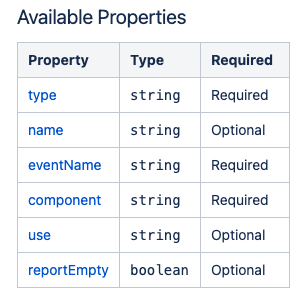 Available Properties
Property Type Required
type string Required
name string Optional
eventName string Required
component string Required
use string Optional
reportEmpty boolean Optional